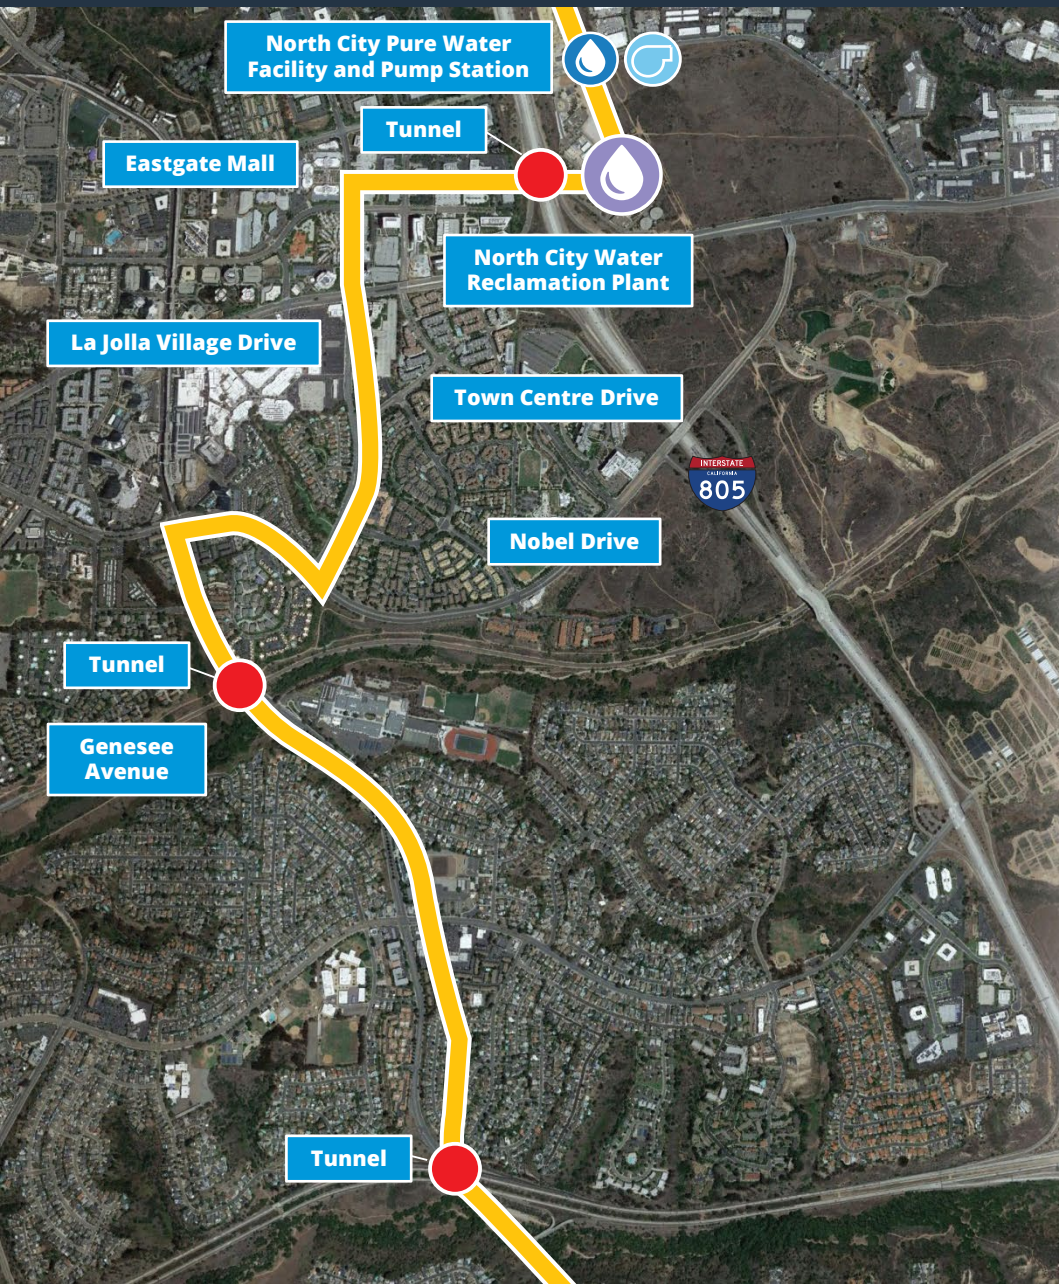 North City Pure Water
Facility and Pump Station
Tunnel
Eastgate Mall
North City Water
Reclamation Plant
La Jolla Village Drive
Town Centre Drive
INTERSTATE
CALIFORNIA
805
Nobel Drive
Tunnel
Genesee
Avenue
Tunnel